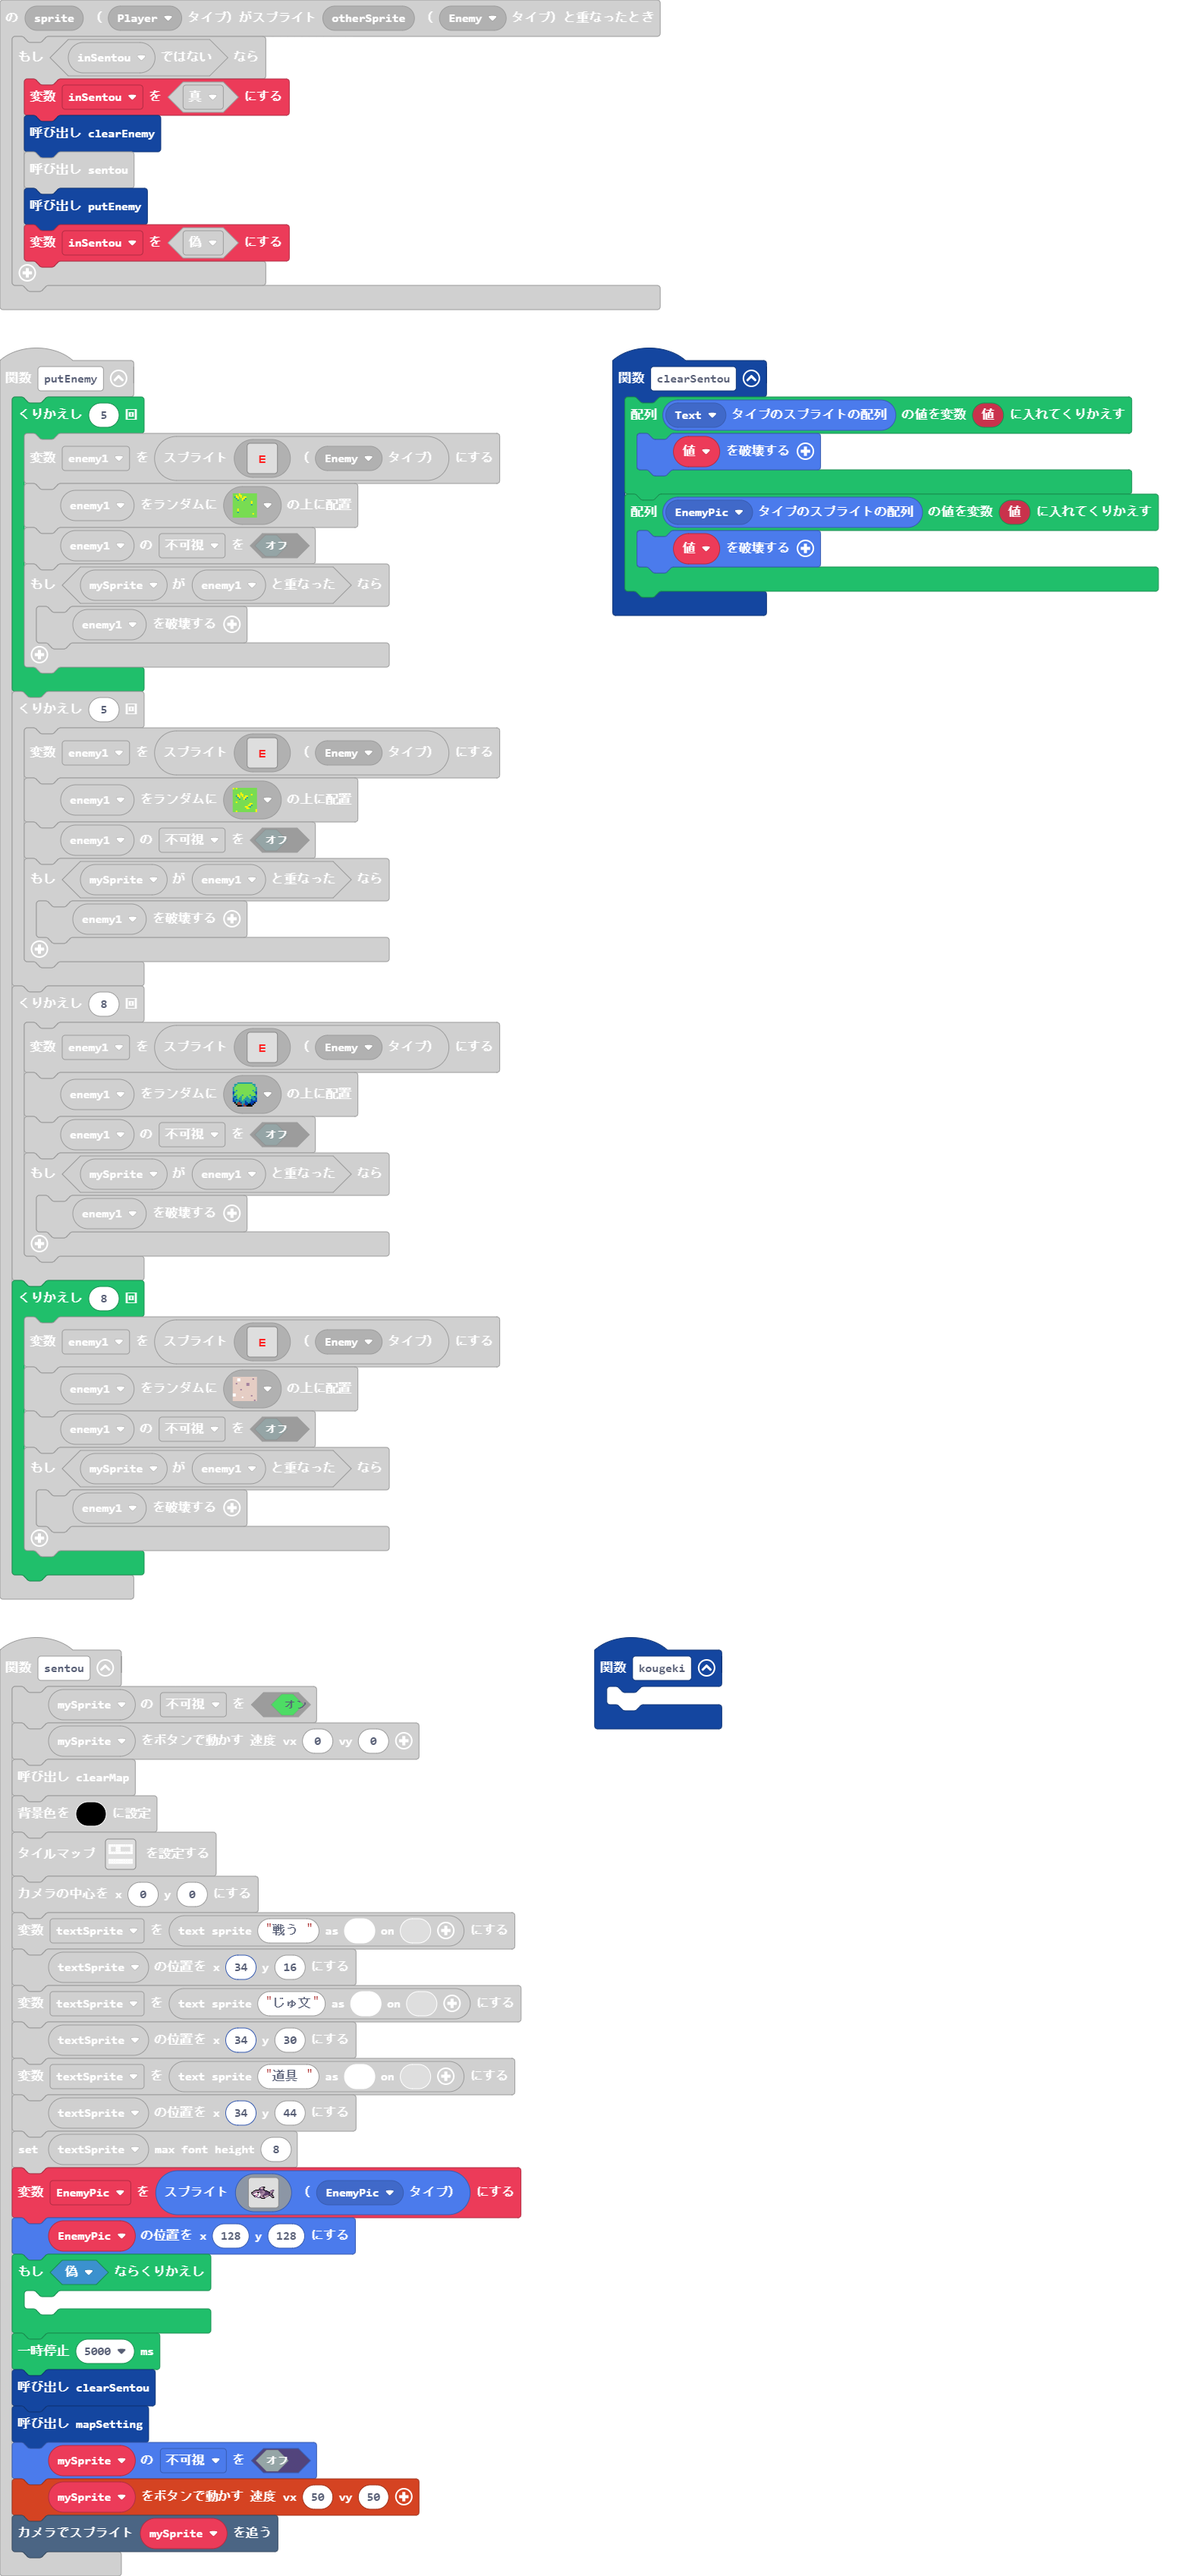 の sprite （ Player タイプ）がスプライト otherSprite （ Enemy タイプ）と重なったとき
もし inSentou ではない なら
変数 inSentou を 真 にする
呼び出し clearEnemy
呼び出し sentou
呼び出し putEnemy
変数 inSentou を 偽 にする
関数 putEnemy
くりかえし 5 回
変数 enemy1 を スプライト m （ Enemy タイプ） にする
enemy1 をランダムに の上に配置
enemy1 の 不可視 を オフ
もし mySprite が enemy1 と重なった なら
enemy1 を破壊する
くりかえし 5 回
変数 enemy1 を スプライト m （ Enemy タイプ） にする
enemy1 をランダムに の上に配置
enemy1 の 不可視 を オフ
もし mySprite が enemy1 と重なった なら
enemy1 を破壊する
くりかえし 8 回
変数 enemy1 を スプライト m （ Enemy タイプ） にする
enemy1 をランダムに の上に配置
enemy1 の 不可視 を オフ
もし mySprite が enemy1 と重なった なら
enemy1 を破壊する
くりかえし 8 回
変数 enemy1 を スプライト m （ Enemy タイプ） にする
enemy1 をランダムに の上に配置
enemy1 の 不可視 を オフ
もし mySprite が enemy1 と重なった なら
enemy1 を破壊する
関数 clearSentou
配列 Text タイプのスプライトの配列 の値を変数 値 に入れてくりかえす
値 を破壊する
配列 EnemyPic タイプのスプライトの配列 の値を変数 値 に入れてくりかえす
値 を破壊する
関数 sentou
mySprite の 不可視 を オン
mySprite をボタンで動かす 速度 vx 0 vy 0
呼び出し clearMap
背景色を に設定
タイルマップ を設定する
カメラの中心を x 0 y 0 にする
変数 textSprite を text sprite "戦う " as on にする
textSprite の位置を x 34 y 16 にする
変数 textSprite を text sprite "じゅ文" as on にする
textSprite の位置を x 34 y 30 にする
変数 textSprite を text sprite "道具 " as on にする
textSprite の位置を x 34 y 44 にする
set textSprite max font height 8
変数 EnemyPic を スプライト （ EnemyPic タイプ） にする
EnemyPic の位置を x 128 y 128 にする
もし 偽 ならくりかえし
一時停止 5000 ms
呼び出し clearSentou
呼び出し mapSetting
mySprite の 不可視 を オフ
mySprite をボタンで動かす 速度 vx 50 vy 50
カメラでスプライト mySprite を追う
関数 kougeki